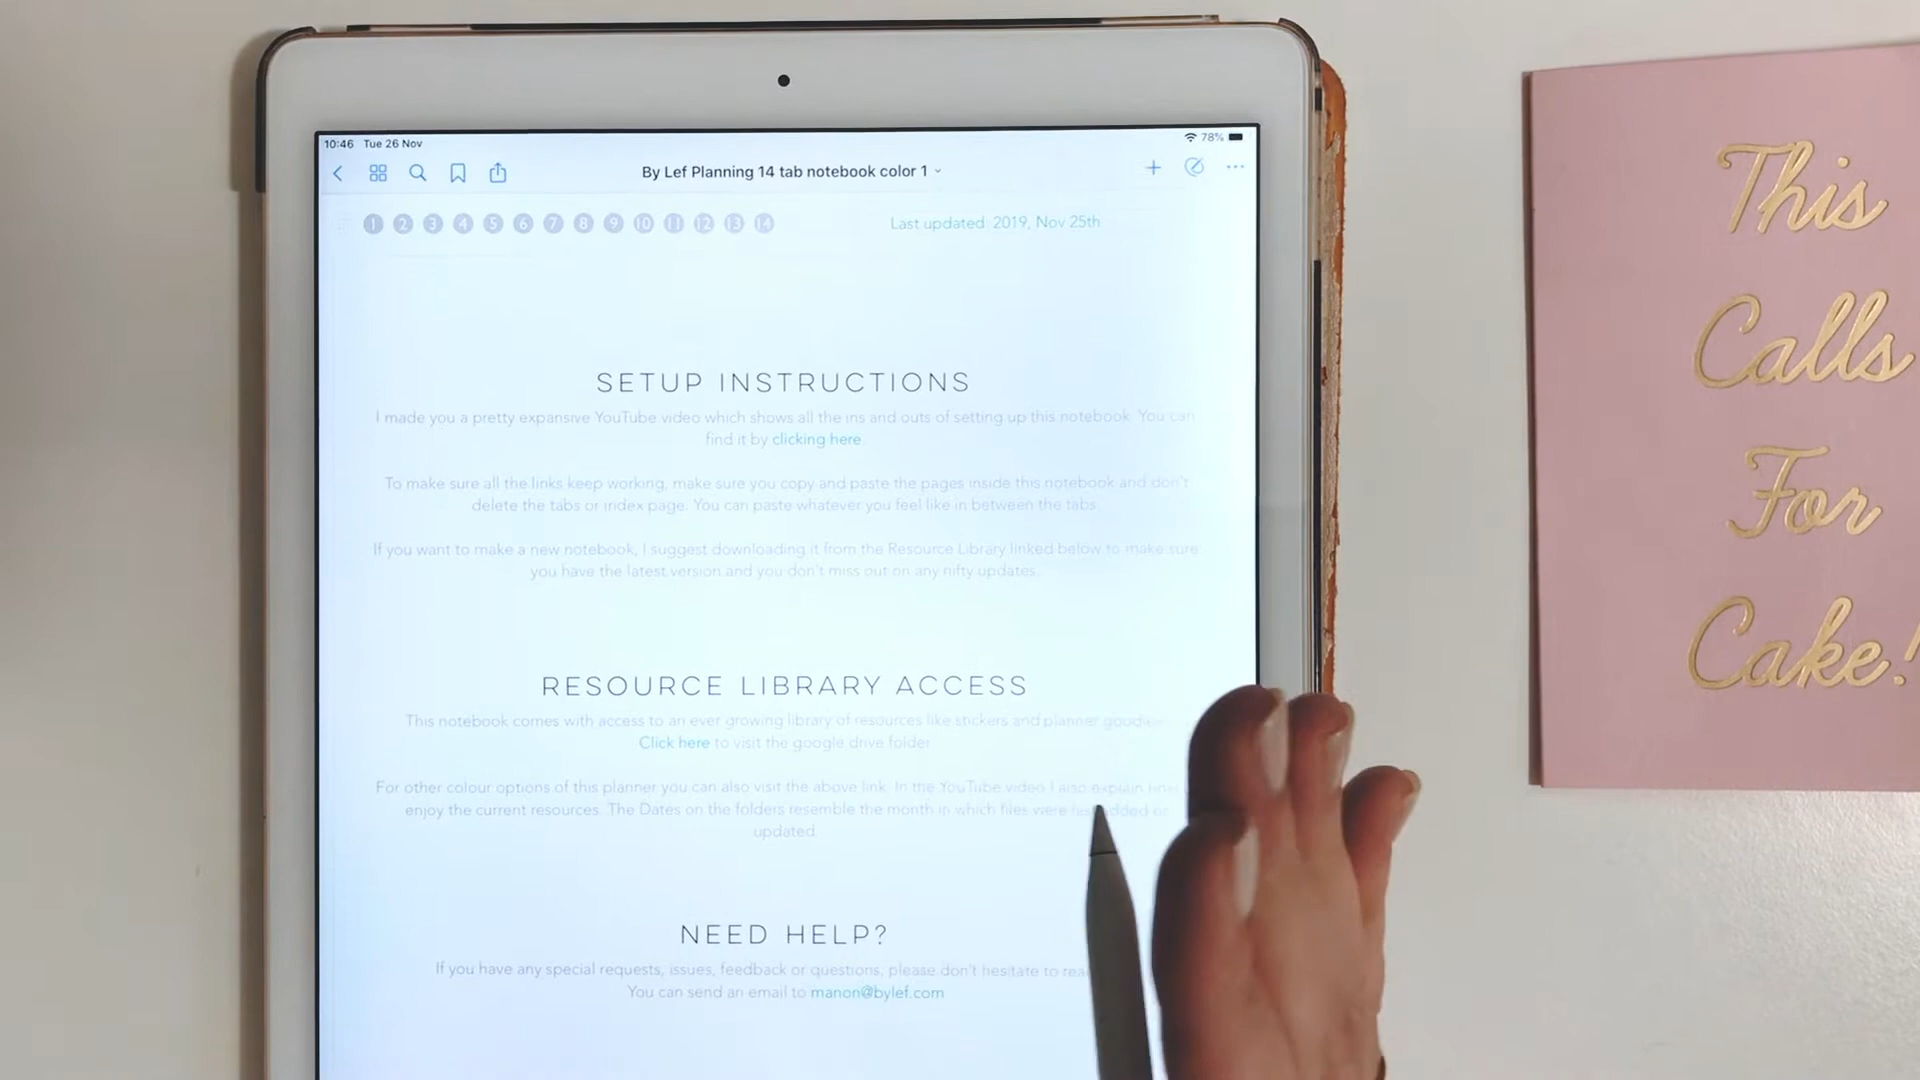 10:46 Tue 26 Nov
78%
By Lef Planning 14 tab notebook color 1
1 2 3 4 5 6 7 8 9 10 11 12 13 14
Last updated: 2019, Nov 25th
SETUP INSTRUCTIONS
I made you a pretty expansive YouTube video which shows all the ins and outs of setting up this notebook. You can
find it by clicking here.
To make sure all the links keep working, make sure you copy and paste the pages inside this notebook and don't
delete the tabs or index page. You can paste whatever you feel like in between the tabs.
If you want to make a new notebook, I suggest downloading it from the Resource Library linked below to make sure
you have the latest version and you don't miss out on any nifty updates.
RESOURCE LIBRARY ACCESS
This notebook comes with access to an ever growing library of resources like stickers and planner goodies.
Click here to visit the google drive folder
For other colour options of this planner you can also visit the above link. In the YouTube video I also explain
enjoy the current resources. The Dates on the folders resemble the month in which files were last added or
updated.
NEED HELP?
If you have any special requests, issues, feedback or questions, please don't hesitate to
You can send an email to manon@bylef.com
This
Calls
For
Cake!